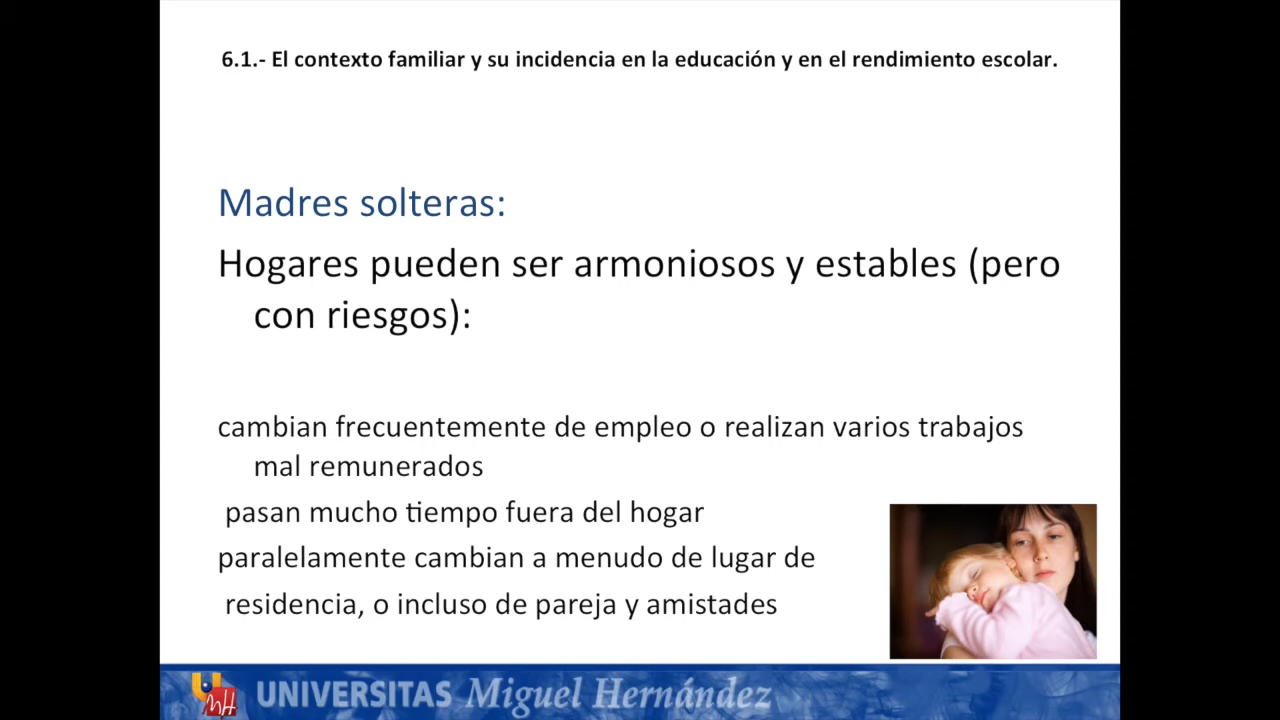 6.1.- El contexto familiar y su incidencia en la educación y en el rendimiento escolar.
Madres solteras:
Hogares pueden ser armoniosos y estables (pero
con riesgos):
cambian frecuentemente de empleo o realizan varios trabajos
mal remunerados
pasan mucho tiempo fuera del hogar
paralelamente cambian a menudo de lugar de
residencia, o incluso de pareja y amistades
UMH UNIVERSITAS Miguel Hernández